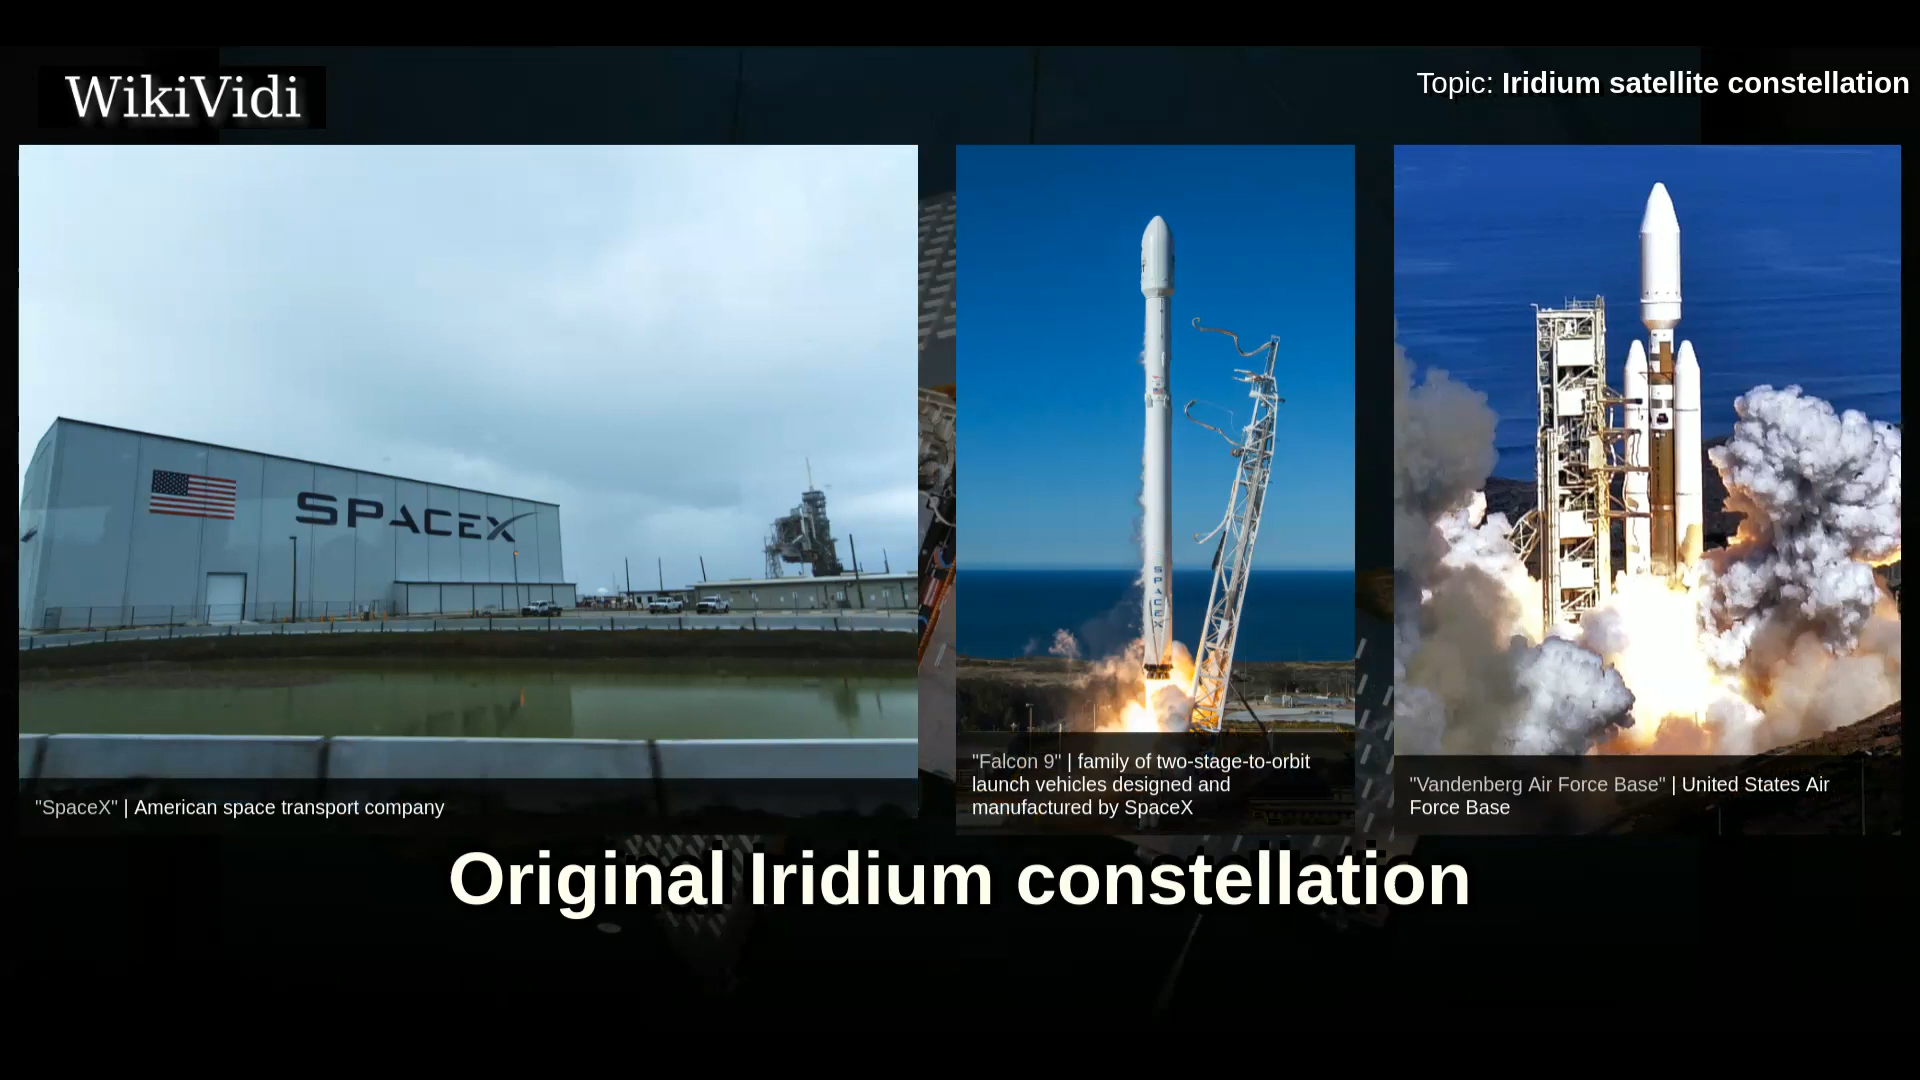 WikiVidi
Topic: Iridium satellite constellation
SPACEX
SPACEX
"SpaceX" | American space transport company
"Falcon 9" | family of two-stage-to-orbit
launch vehicles designed and
manufactured by SpaceX
"Vandenberg Air Force Base" | United States Air
Force Base
Original Iridium constellation